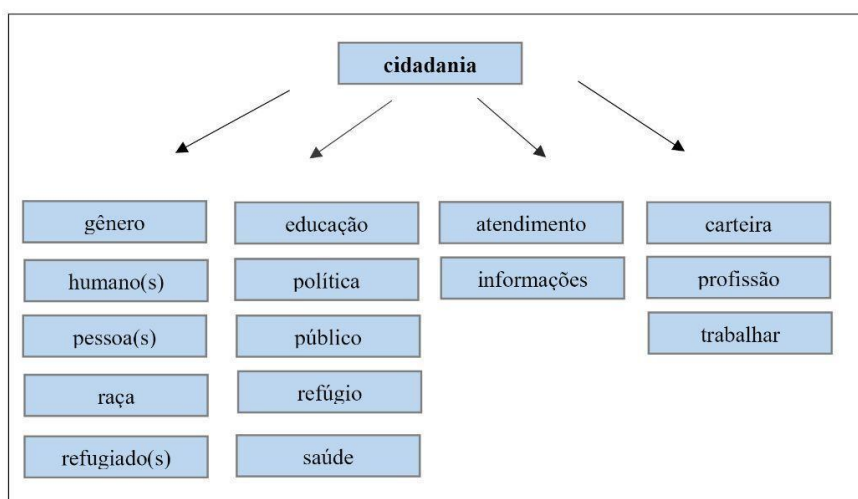 cidadania
gênero
humano(s)
pessoa(s)
raça
refugiado(s)
educação
política
público
refúgio
saúde
atendimento
informações
carteira
profissão
trabalhar